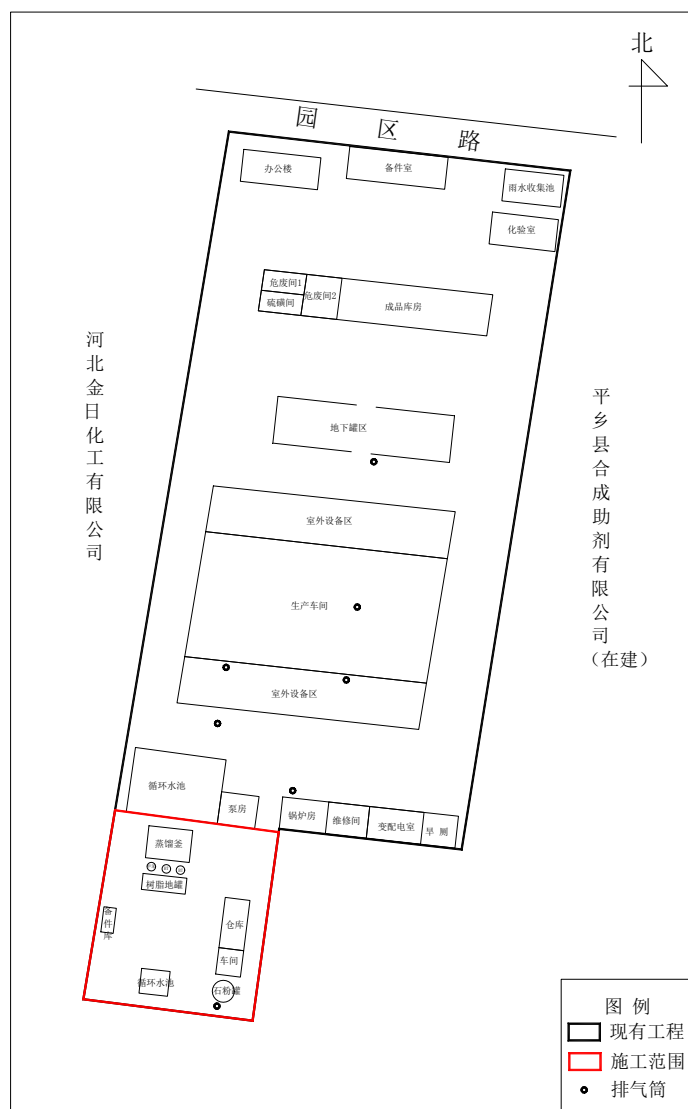 北
园区路
办公楼
备件室
雨水收集池
化验室
危废间1
硫磺间
危废间2
成品库房
河北金日化工有限公司
平乡县合成助剂有限公司
（在建）
地下罐区
室外设备区
生产车间
室外设备区
循环水池
泵房
锅炉房
维修间
变配电室
旱 厕
蒸馏釜
树脂地罐
备件库
仓库
车间
循环水池
石粉罐
图 例
现有工程
施工范围
排气筒